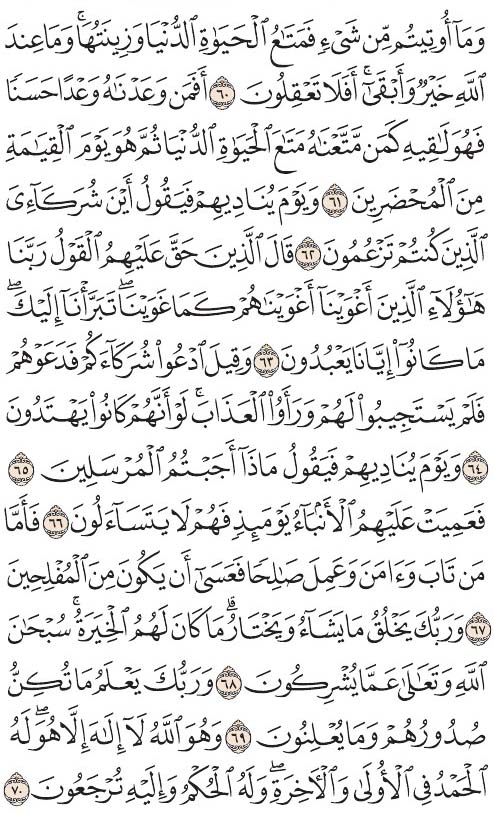 وَمَآ أُوتِيتُم مِّن شَىْءٍ فَمَتَٰعُ ٱلْحَيَوٰةِ ٱلدُّنْيَا وَزِينَتُهَا ۚ وَمَا عِندَ
ٱللَّهِ خَيْرٌ وَأَبْقَىٰٓ ۚ أَفَلَا تَعْقِلُونَ ٦٠ أَفَمَن وَعَدْنَٰهُ وَعْدًا حَسَنًا
فَهُوَ لَٰقِيهِ كَمَن مَّتَّعْنَٰهُ مَتَٰعَ ٱلْحَيَوٰةِ ٱلدُّنْيَا ثُمَّ هُوَ يَوْمَ ٱلْقِيَٰمَةِ
مِنَ ٱلْمُحْضَرِينَ ٦١ وَيَوْمَ يُنَادِيهِمْ فَيَقُولُ أَيْنَ شُرَكَآءِىَ
ٱلَّذِينَ كُنتُمْ تَزْعُمُونَ ٦٢ قَالَ ٱلَّذِينَ حَقَّ عَلَيْهِمُ ٱلْقَوْلُ رَبَّنَا
هَٰٓؤُلَآءِ ٱلَّذِينَ أَغْوَيْنَآ أَغْوَيْنَٰهُمْ كَمَا غَوَيْنَا ۖ تَبَرَّأْنَآ إِلَيْكَ ۖ
مَا كَانُوٓا۟ إِيَّانَا يَعْبُدُونَ ٦٣ وَقِيلَ ٱدْعُوا۟ شُرَكَآءَكُمْ فَدَعَوْهُمْ
فَلَمْ يَسْتَجِيبُوا۟ لَهُمْ وَرَأَوُا۟ ٱلْعَذَابَ ۚ لَوْ أَنَّهُمْ كَانُوا۟ يَهْتَدُونَ
٦٤ وَيَوْمَ يُنَادِيهِمْ فَيَقُولُ مَاذَآ أَجَبْتُمُ ٱلْمُرْسَلِينَ ٦٥
فَعَمِيَتْ عَلَيْهِمُ ٱلْأَنۢبَآءُ يَوْمَئِذٍ فَهُمْ لَا يَتَسَآءَلُونَ ٦٦ فَأَمَّا
مَن تَابَ وَءَامَنَ وَعَمِلَ صَٰلِحًا فَعَسَىٰٓ أَن يَكُونَ مِنَ ٱلْمُفْلِحِينَ
٦٧ وَرَبُّكَ يَخْلُقُ مَا يَشَآءُ وَيَخْتَارُ ۗ مَا كَانَ لَهُمُ ٱلْخِيَرَةُ ۚ سُبْحَٰنَ
ٱللَّهِ وَتَعَٰلَىٰ عَمَّا يُشْرِكُونَ ٦٨ وَرَبُّكَ يَعْلَمُ مَا تُكِنُّ
صُدُورُهُمْ وَمَا يُعْلِنُونَ ٦٩ وَهُوَ ٱللَّهُ لَآ إِلَٰهَ إِلَّا هُوَ ۖ لَهُ
ٱلْحَمْدُ فِى ٱلْأُولَىٰ وَٱلْءَاخِرَةِ ۖ وَلَهُ ٱلْحُكْمُ وَإِلَيْهِ تُرْجَعُونَ ٧٠